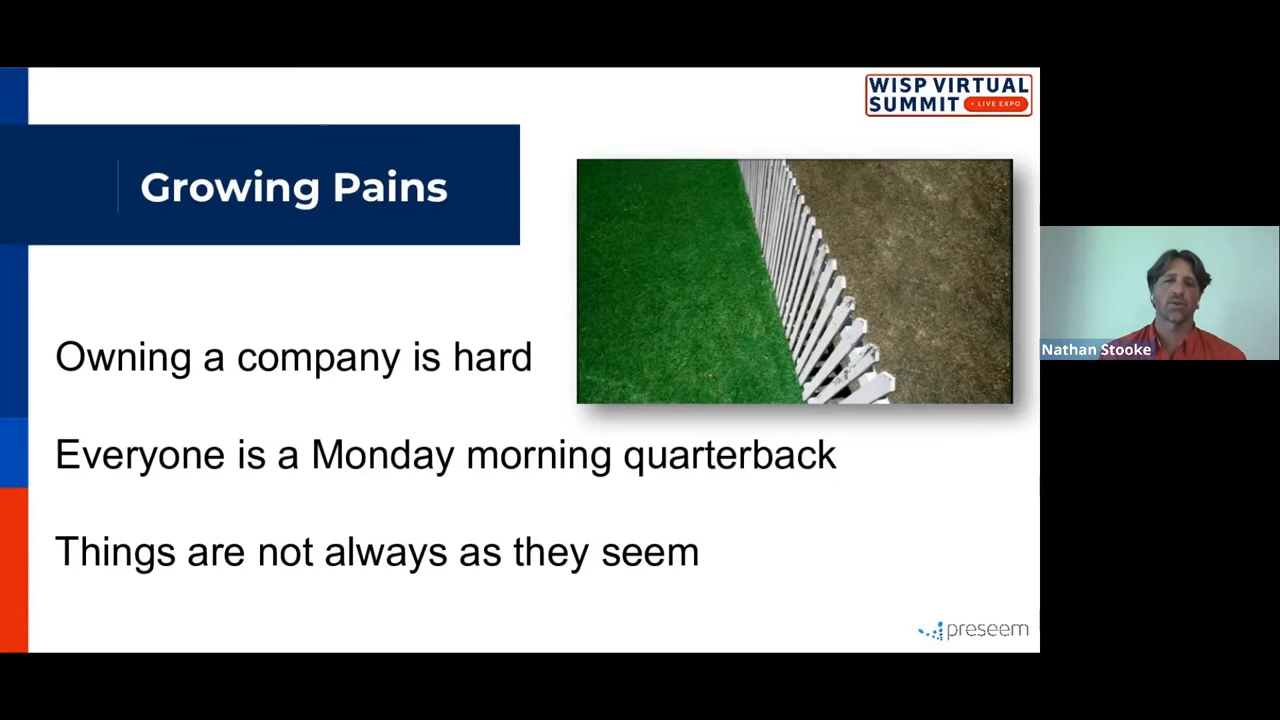 WISP VIRTUAL
SUMMIT • LIVE EXPO
Growing Pains
Nathan Stooke
Owning a company is hard
Everyone is a Monday morning quarterback
Things are not always as they seem
preseem